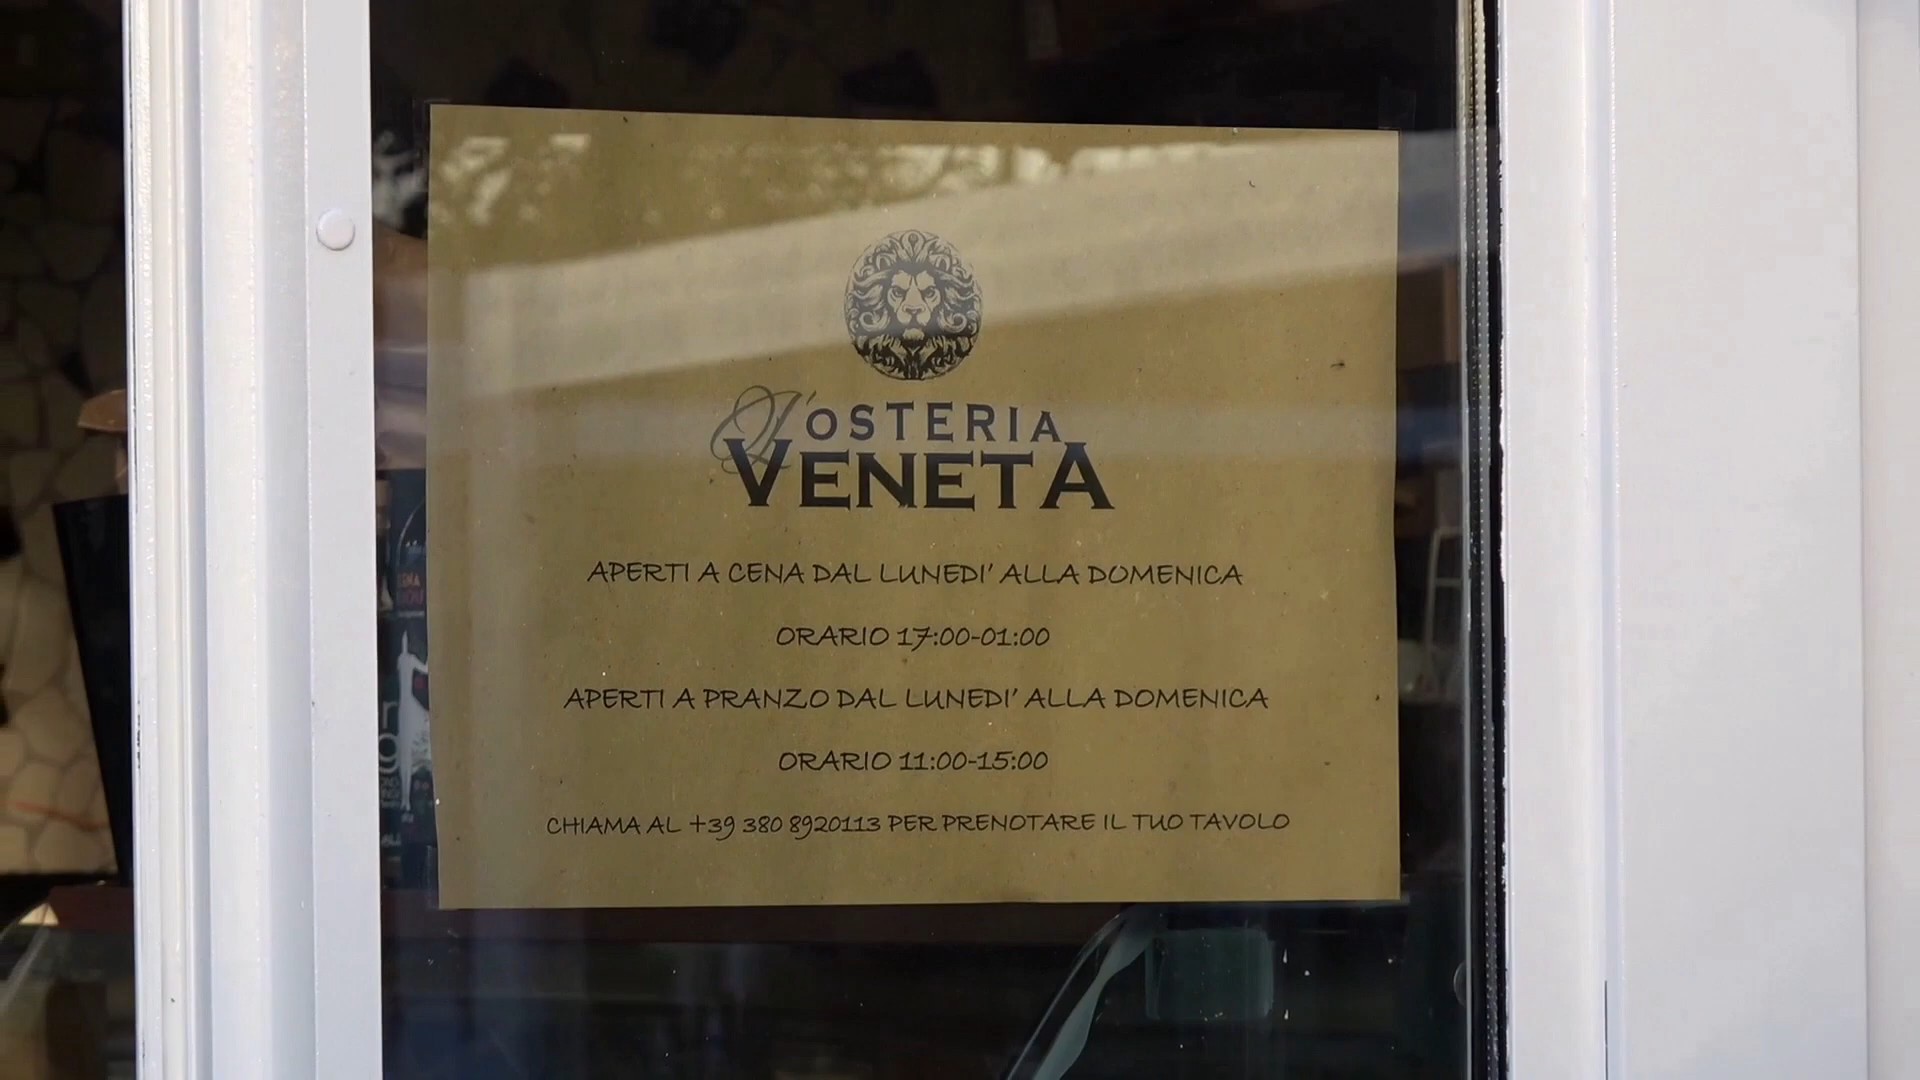 L'OSTERIA
VENETA
APERTI A CENA DAL LUNEDI' ALLA DOMENICA
ORARIO 17:00-01:00
APERTI A PRANZO DAL LUNEDI' ALLA DOMENICA
ORARIO 11:00-15:00
CHIAMA AL +39 380 8920113 PER PRENOTARE IL TUO TAVOLO